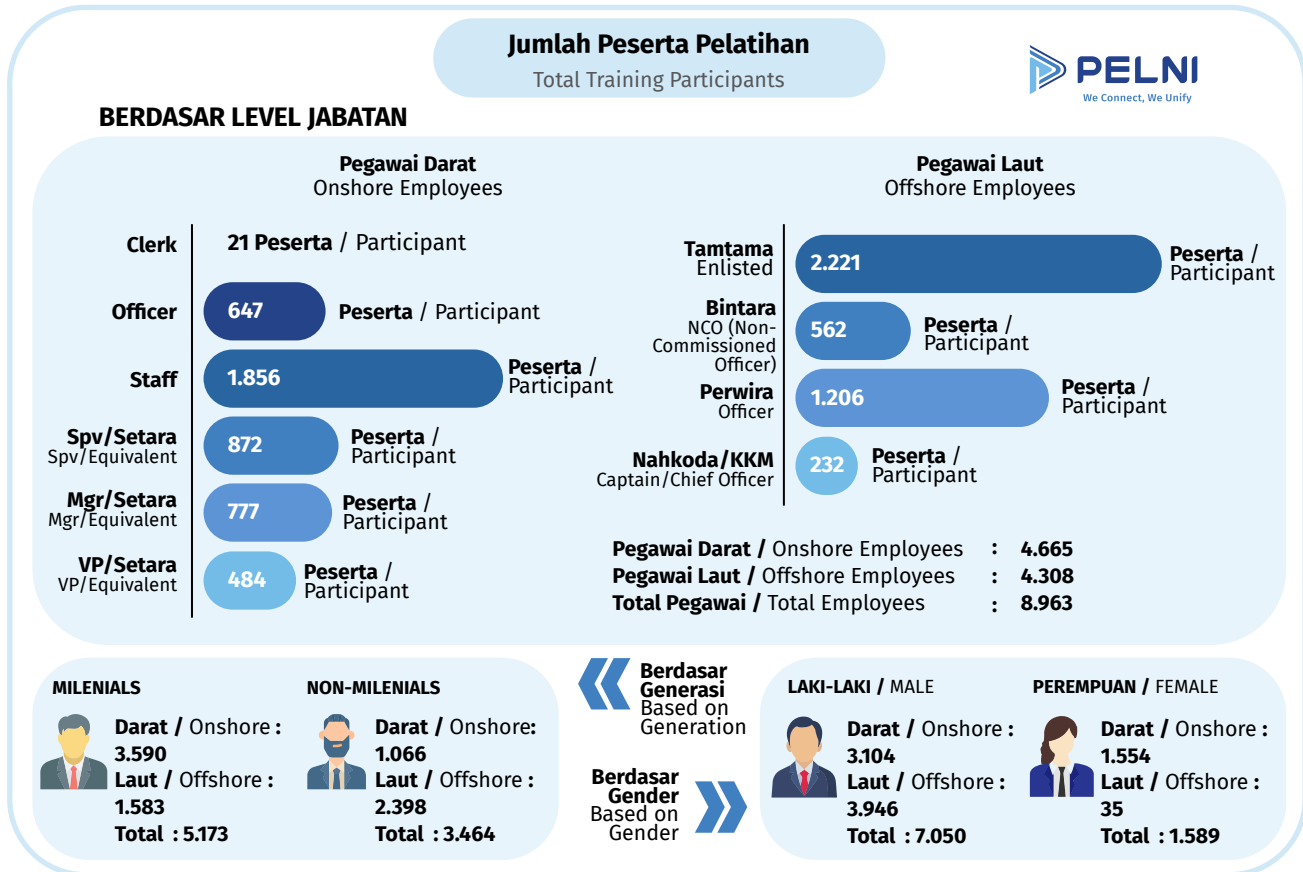 Jumlah Peserta Pelatihan
Total Training Participants
PELNI
We Connect, We Unify
BERDASAR LEVEL JABATAN
Pegawai Darat
Onshore Employees
Clerk
21 Peserta / Participant
Officer
647
Peserta / Participant
Staff
1.856
Peserta /
Participant
Spv/Setara
Spv/Equivalent
872
Peserta /
Participant
Mgr/Setara
Mgr/Equivalent
777
Peserta /
Participant
VP/Setara
VP/Equivalent
484
Peserta /
Participant
Pegawai Laut
Offshore Employees
Tamtama
Enlisted
2.221
Peserta /
Participant
Bintara
NCO (Non-
Commissioned
Officer)
562
Peserta /
Participant
Perwira
Officer
1.206
Peserta /
Participant
Nahkoda/KKM
Captain/Chief Officer
232
Peserta /
Participant
Pegawai Darat / Onshore Employees : 4.665
Pegawai Laut / Offshore Employees : 4.308
Total Pegawai / Total Employees : 8.963
MILENIALS
Darat / Onshore :
3.590
Laut / Offshore :
1.583
Total : 5.173
NON-MILENIALS
Darat / Onshore:
1.066
Laut / Offshore :
2.398
Total : 3.464
Berdasar
Generasi
Based on
Generation
Berdasar
Gender
Based on
Gender
LAKI-LAKI / MALE
Darat / Onshore :
3.104
Laut / Offshore :
3.946
Total : 7.050
PEREMPUAN / FEMALE
Darat / Onshore :
1.554
Laut / Offshore :
35
Total : 1.589